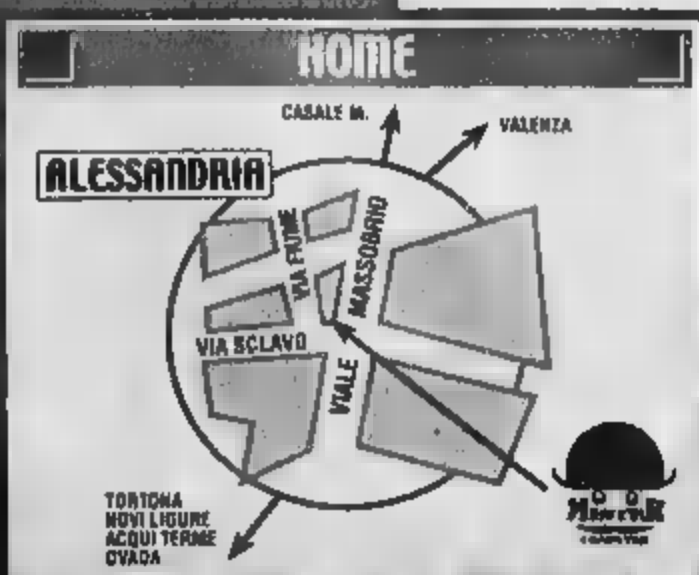 HOME
CASALE M.
VALENZA
ALESSANDRIA
VIA FIUME
MASSOBRIO
VIA SCLAVO
VIALE
TORTONA
NOVI LIGURE
ACQUI TERME
OVADA